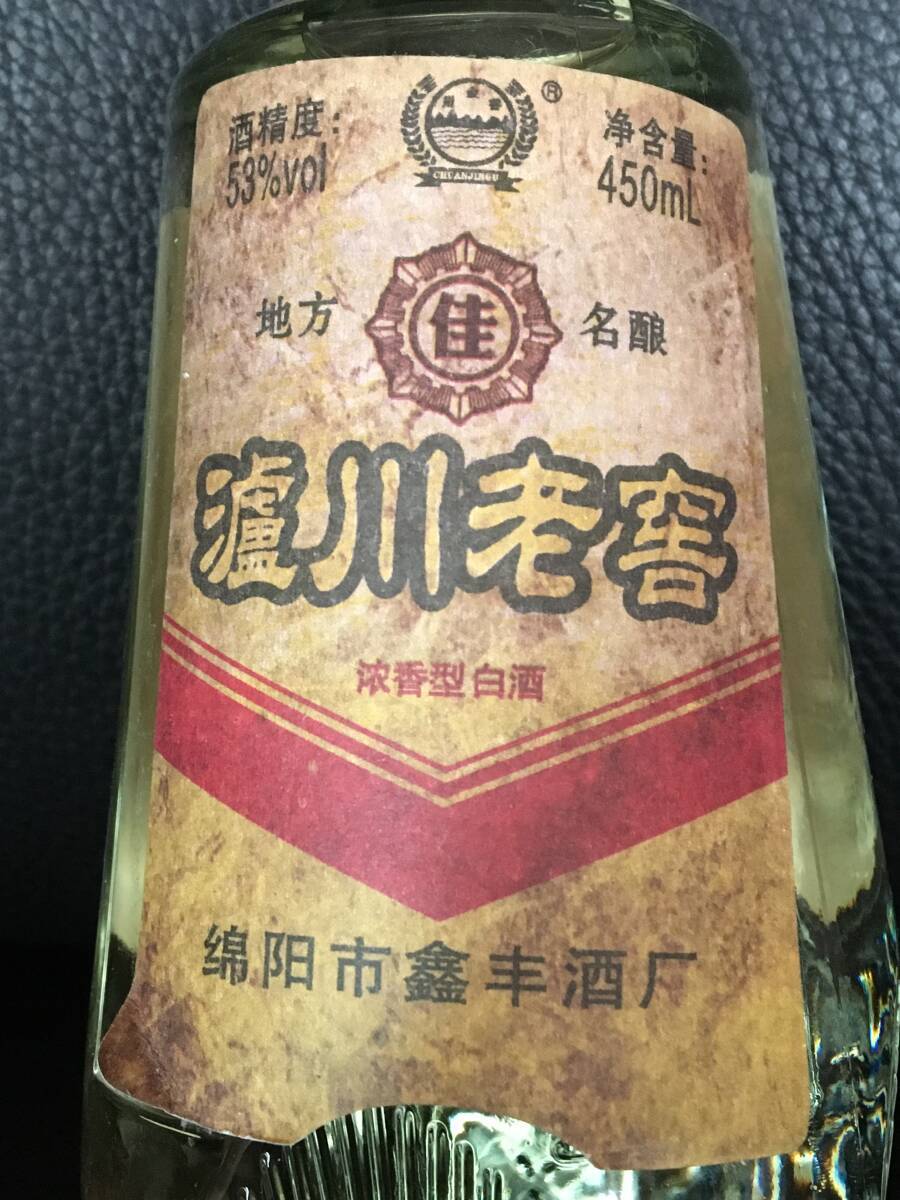 酒精度:
53%vol
CHUANJINGU
®
净含量:
450mL
地方
佳
名酿
瀘川老窖
浓香型白酒
绵阳市鑫丰酒厂